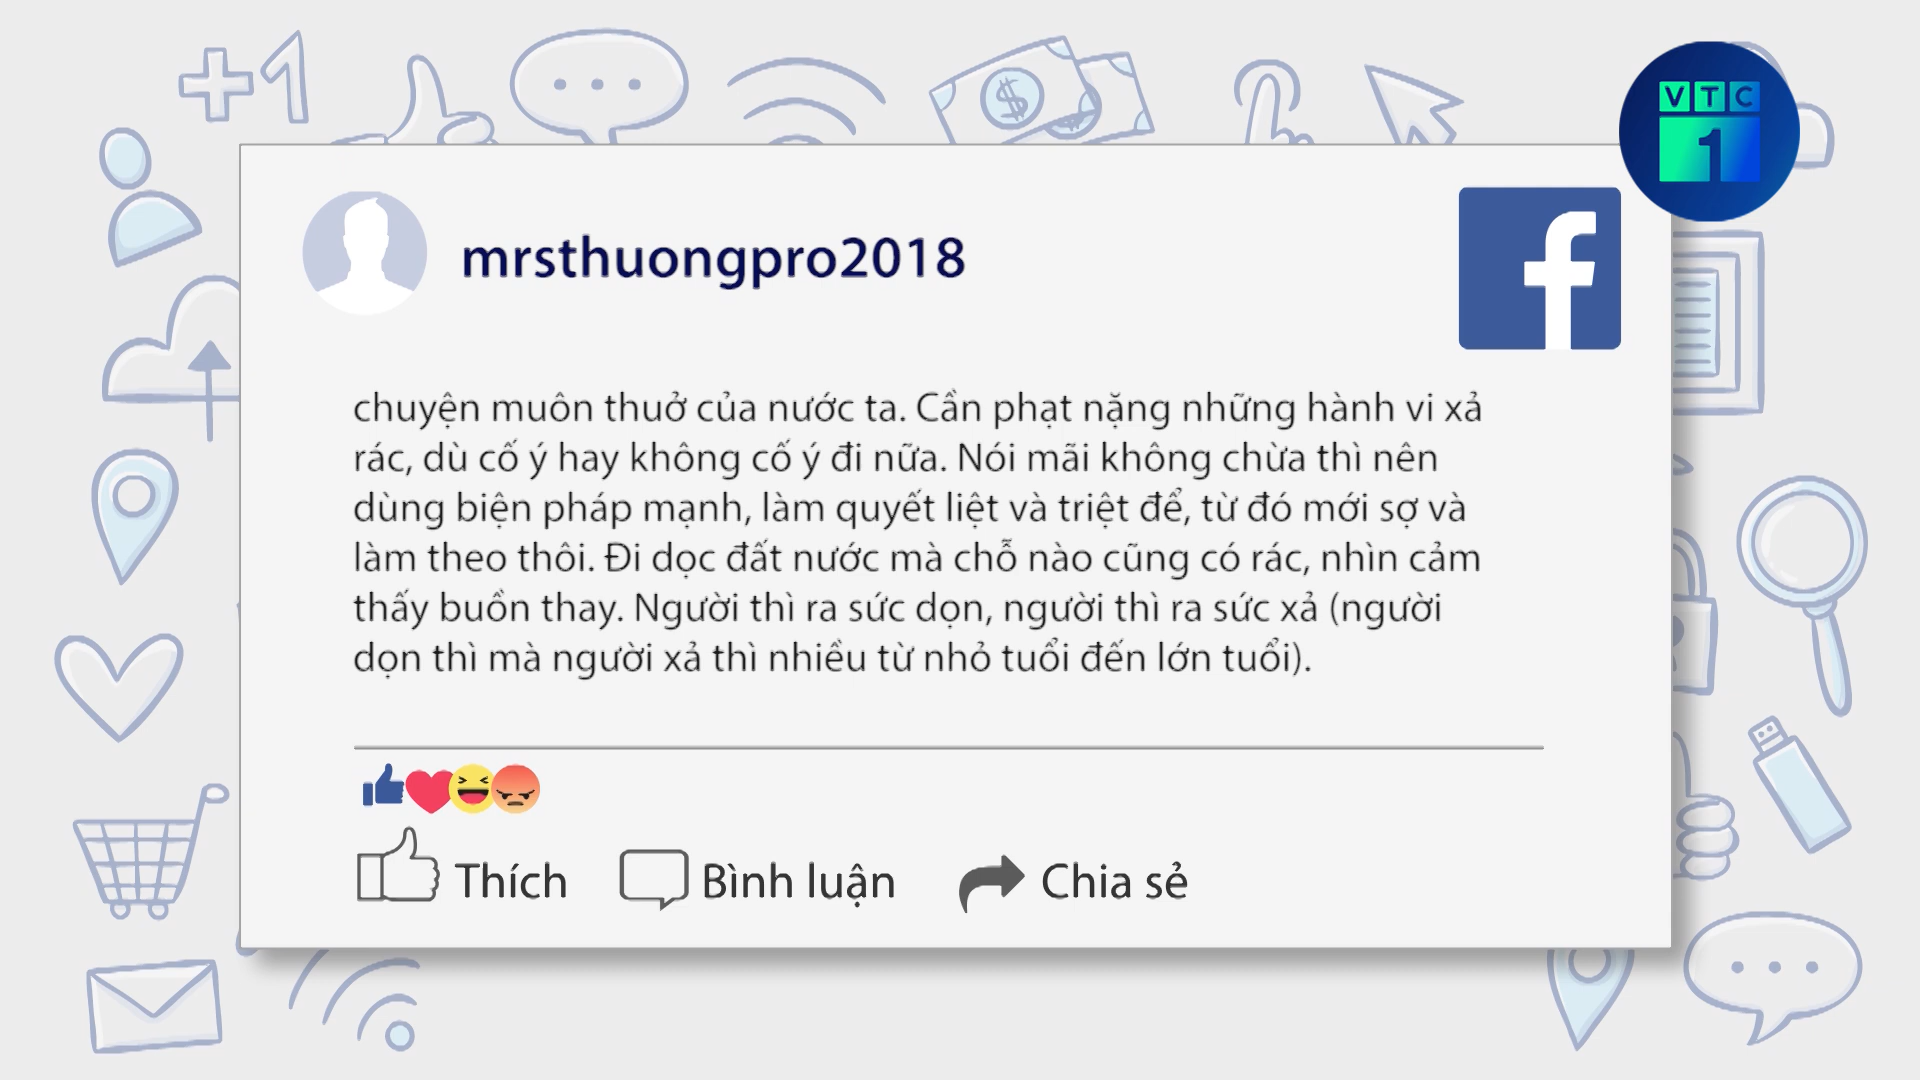 +1
VTC
1
mrsthuongpro2018
chuyện muôn thuở của nước ta. Cần phạt nặng những hành vi xả
rác, dù cố ý hay không cố ý đi nữa. Nói mãi không chừa thì nên
dùng biện pháp mạnh, làm quyết liệt và triệt để, từ đó mới sợ và
làm theo thôi. Đi dọc đất nước mà chỗ nào cũng có rác, nhìn cảm
thấy buồn thay. Người thì ra sức dọn, người thì ra sức xả (người
dọn thì mà người xả thì nhiều từ nhỏ tuổi đến lớn tuổi).
Thích Bình luận Chia sẻ